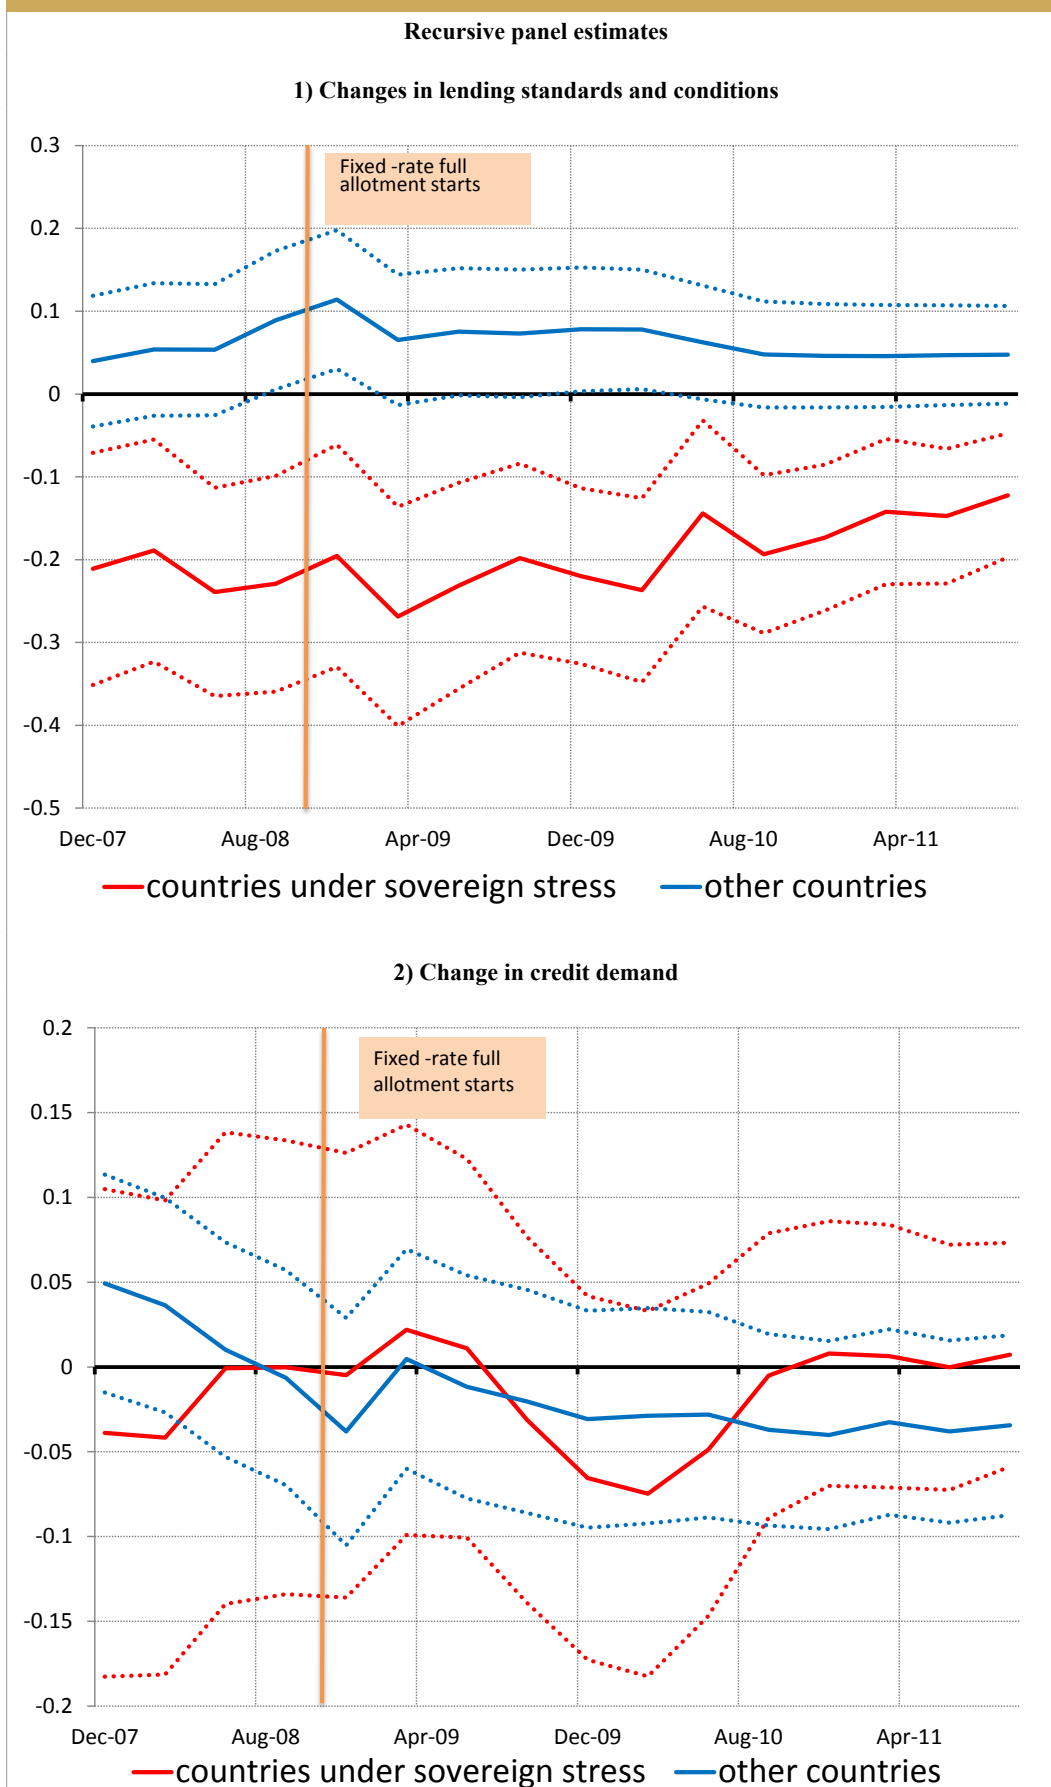 Recursive panel estimates
1) Changes in lending standards and conditions
0.3
Fixed -rate full
allotment starts
0.2
0.1
0
-0.1
-0.2
-0.3
-0.4
-0.5
Dec-07 Aug-08 Apr-09 Dec-09 Aug-10 Apr-11
countries under sovereign stress other countries
2) Change in credit demand
0.2
Fixed -rate full
allotment starts
0.15
0.1
0.05
0
-0.05
-0.1
-0.15
-0.2
Dec-07 Aug-08 Apr-09 Dec-09 Aug-10 Apr-11
countries under sovereign stress other countries